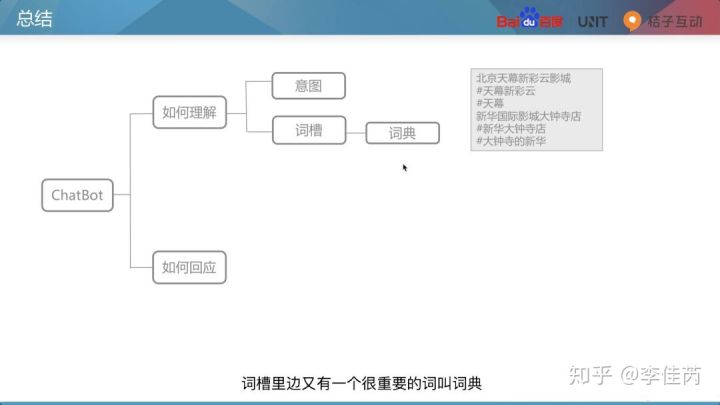 总结
Bai du 百度 UNIT 桔子互动
意图
如何理解
词槽
词典
ChatBot
如何回应
北京天幕新彩云影城
#天幕新彩云
#天幕
新华国际影城大钟寺店
#新华大钟寺店
#大钟寺的新华
词槽里边又有一个很重要的词叫词典
知乎 @李佳芮